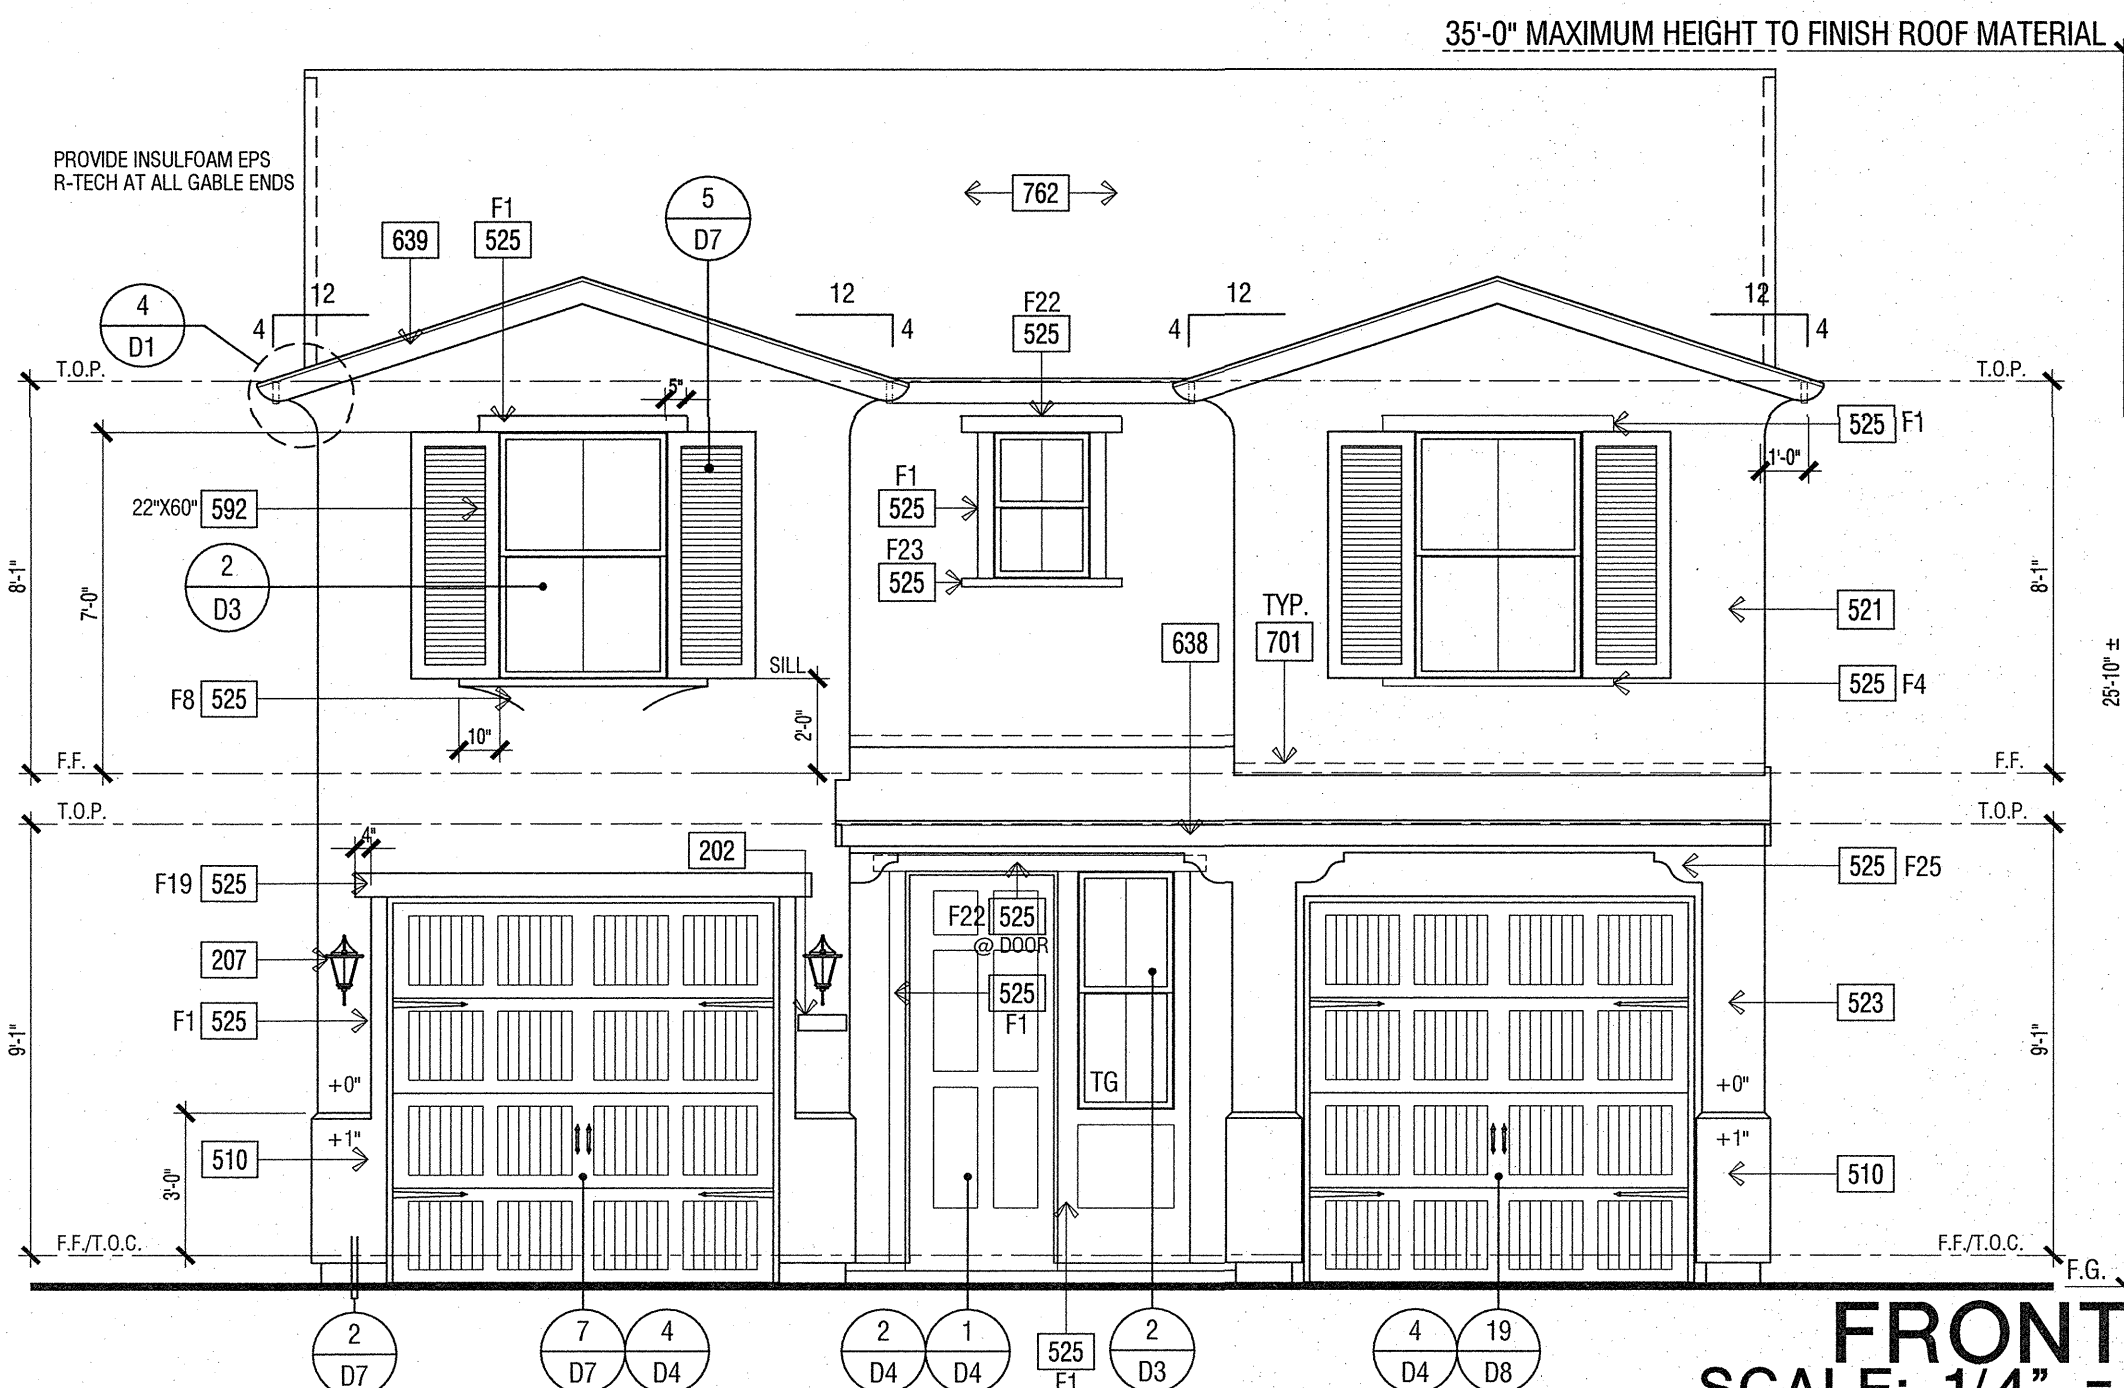 35'-0" MAXIMUM HEIGHT TO FINISH ROOF MATERIAL
PROVIDE INSULFOAM EPS
R-TECH AT ALL GABLE ENDS
762
5
D7
F1
639
525
4
D1
12
4
12
4
F22
525
12
4
12
4
T.O.P.
T.O.P.
5"
525 F1
1'-0"
F1
525
22"X60" 592
F23
525
2
D3
8'-1"
7'-0"
TYP.
701
638
521
8'-1"
25'-10" ±
SILL
F8 525
525 F4
10"
2'-0"
F.F.
F.F.
T.O.P.
T.O.P.
4"
202
F19 525
525 F25
F22 525
@ DOOR
207
525
F1
523
F1 525
9'-1"
9'-1"
TG
+0"
+0"
+1"
+1"
510
510
3'-0"
F.F./T.O.C.
F.F./T.O.C.
F.G.
2
D7
7
D7
4
D4
2
D4
1
D4
525
F1
2
D3
4
D4
19
D8
FRONT
SCALE: 1/4" =